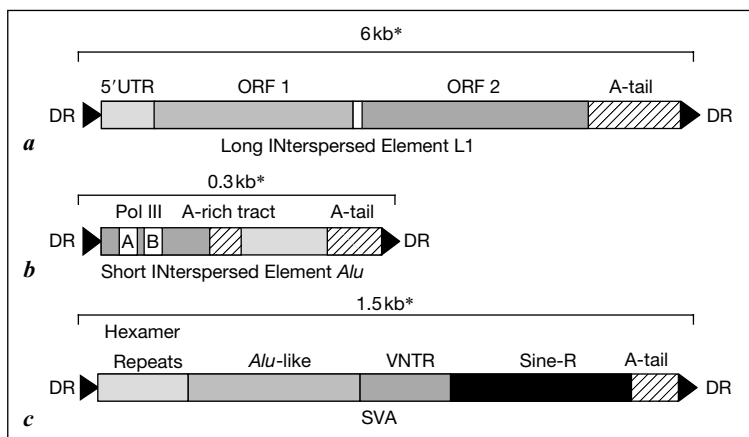 6 kb*
5′UTR ORF 1 ORF 2 A-tail
DR DR
a
Long INterspersed Element L1
0.3 kb*
Pol III A-rich tract A-tail
DR A B DR
b
Short INterspersed Element Alu
1.5 kb*
Hexamer
Repeats Alu-like VNTR Sine-R A-tail
DR DR
c
SVA